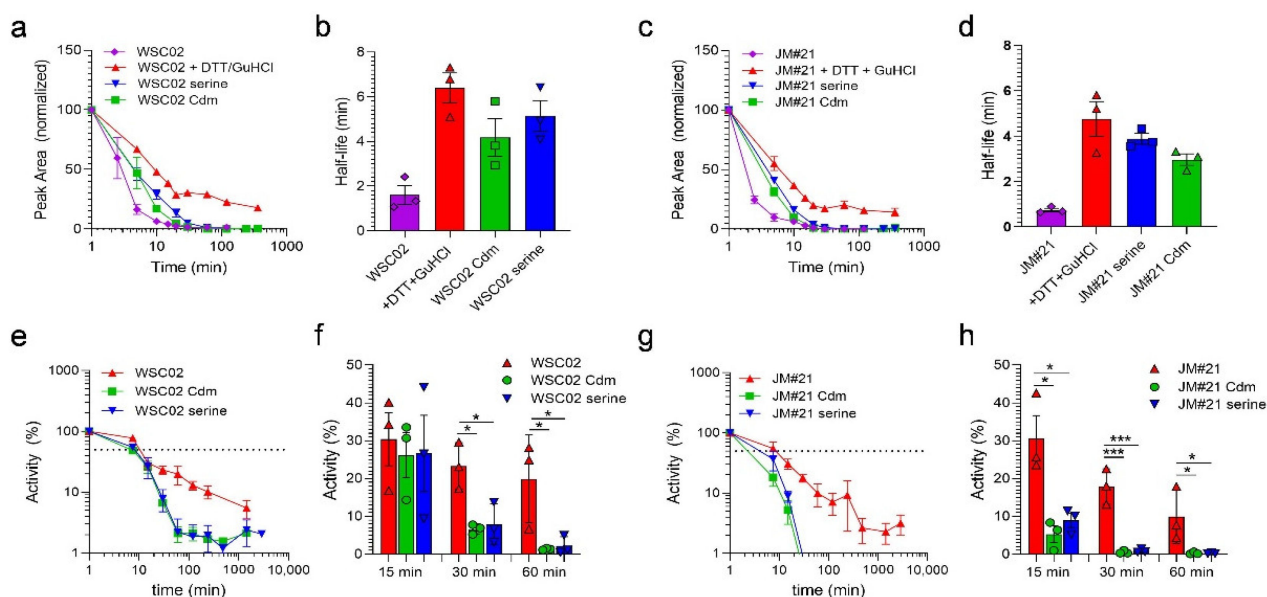 a
Peak Area (normalized)
150
100
50
0
1
10
100
1000
Time (min)
WSC02
WSC02 + DTT/GuHCl
WSC02 serine
WSC02 Cdm
b
Half-life (min)
8
6
4
2
0
WSC02
+DTT+GuHCl
WSC02 Cdm
WSC02 serine
c
Peak Area (normalized)
150
100
50
0
1
10
100
1000
Time (min)
JM#21
JM#21 + DTT + GuHCl
JM#21 serine
JM#21 Cdm
d
Half-life (min)
8
6
4
2
0
JM#21
+DTT+GuHCl
JM#21 serine
JM#21 Cdm
e
Activity (%)
1000
100
10
1
1
10
100
1000
10,000
time (min)
WSC02
WSC02 Cdm
WSC02 serine
f
Activity (%)
50
40
30
20
10
0
15 min
30 min
60 min
WSC02
WSC02 Cdm
WSC02 serine
*
*
*
*
g
Activity (%)
1000
100
10
1
1
10
100
1000
10,000
time (min)
JM#21
JM#21 Cdm
JM#21 serine
h
Activity (%)
50
40
30
20
10
0
15 min
30 min
60 min
JM#21
JM#21 Cdm
JM#21 serine
*
*
***
***
*
*